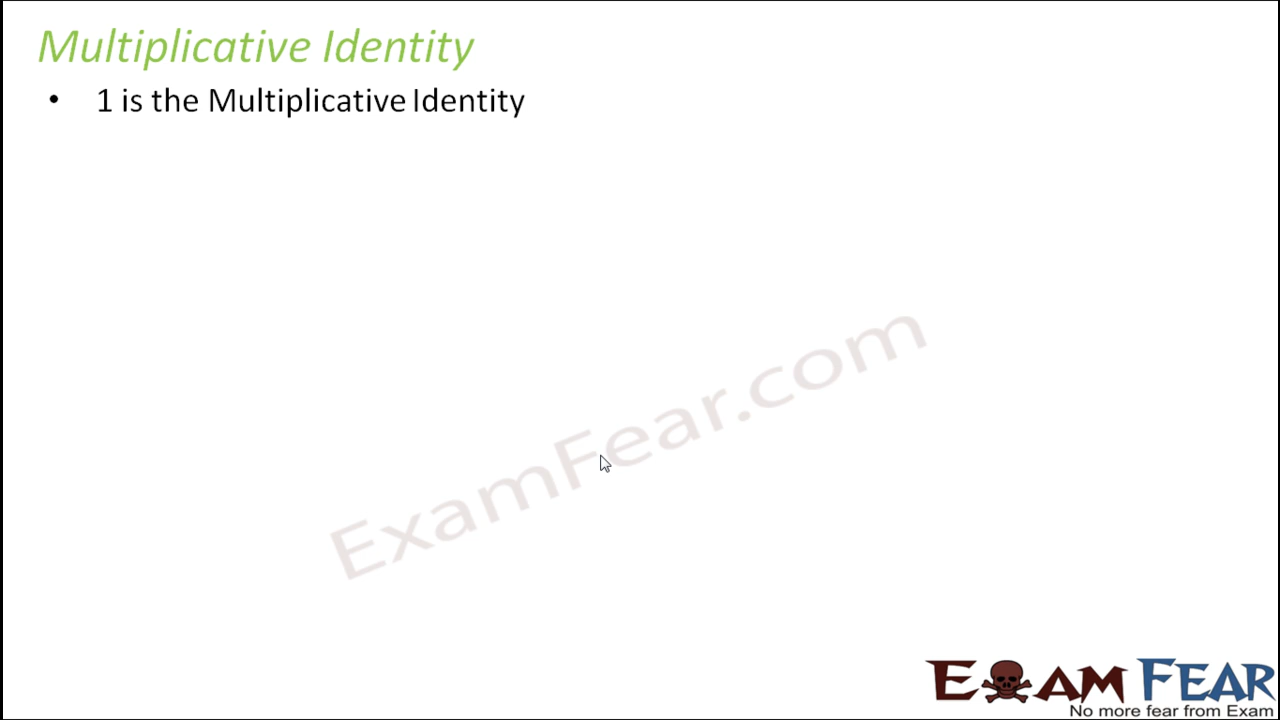 Multiplicative Identity
• 1 is the Multiplicative Identity
ExamFear.com
EXAM FEAR
No more fear from Exam